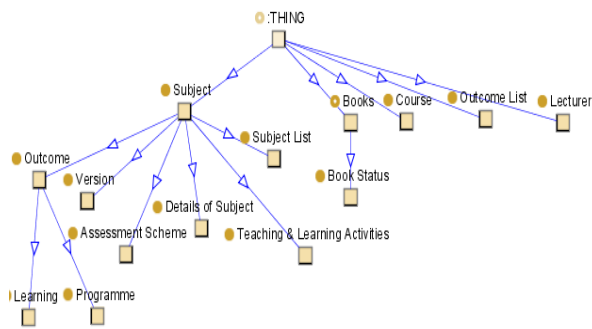 :THING
Subject
Books
Course
Outcome List
Lecturer
Subject List
Outcome
Version
Book Status
Details of Subject
Assessment Scheme
Teaching & Learning Activities
Learning
Programme